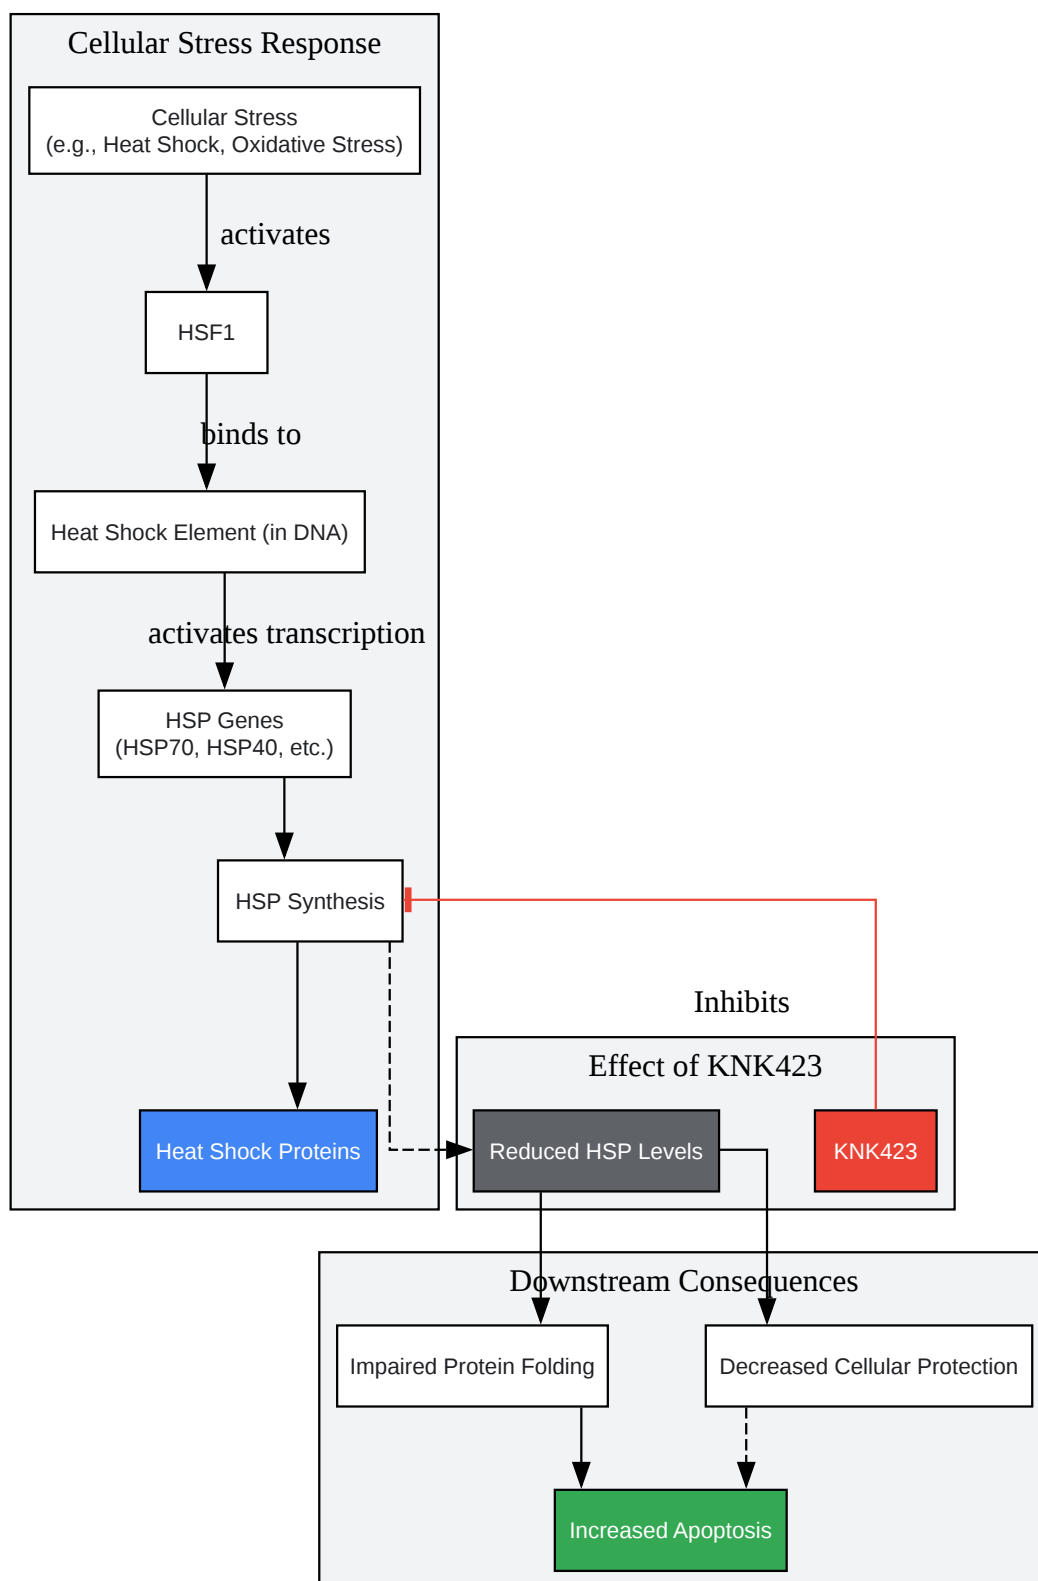 Cellular Stress Response
Cellular Stress
(e.g., Heat Shock, Oxidative Stress)
activates
HSF1
binds to
Heat Shock Element (in DNA)
activates transcription
HSP Genes
(HSP70, HSP40, etc.)
HSP Synthesis
Inhibits
Effect of KNK423
Heat Shock Proteins
Reduced HSP Levels
KNK423
Downstream Consequences
Impaired Protein Folding
Decreased Cellular Protection
Increased Apoptosis